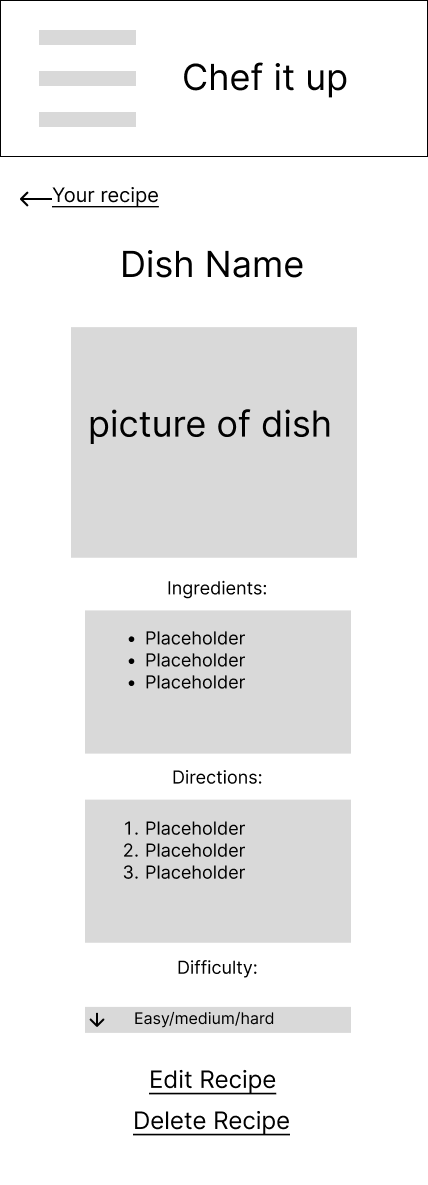 Chef it up
Your recipe
Dish Name
picture of dish
Ingredients:
• Placeholder
• Placeholder
• Placeholder
Directions:
1. Placeholder
2. Placeholder
3. Placeholder
Difficulty:
Easy/medium/hard
Edit Recipe
Delete Recipe